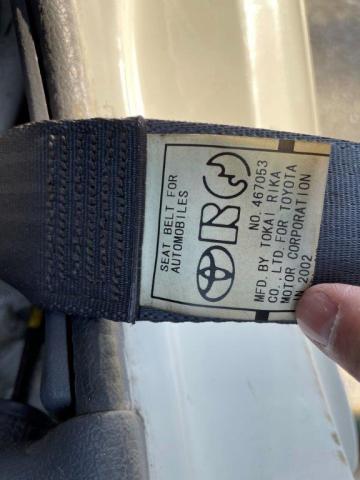 SEAT BELT FOR
AUTOMOBILES
NO. 467053
MFD. BY TOKAI RIKA
CO., LTD. FOR TOYOTA
MOTOR CORPORATION
IN 2002